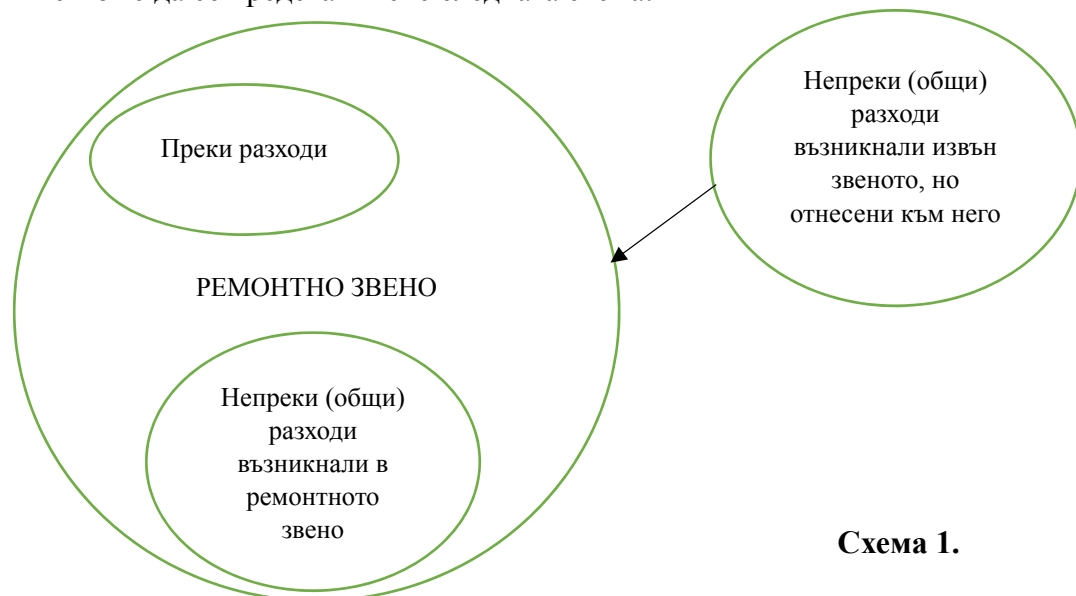 Преки разходи
РЕМОНТНО ЗВЕНО
Непреки (общи)
разходи
възникнали в
ремонтното
звено
Непреки (общи)
разходи
възникнали извън
звеното, но
отнесени към него
Схема 1.